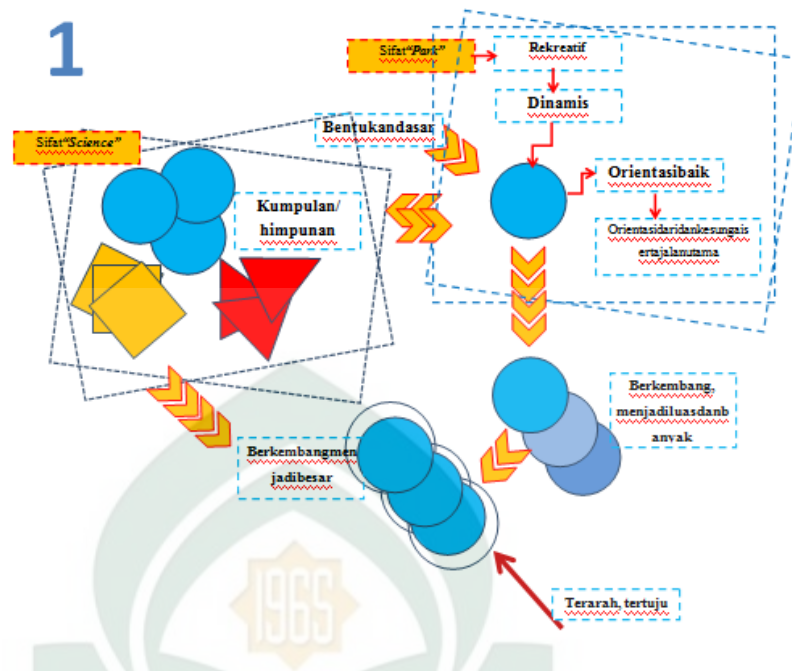 1
Sifat“Park”
Rekreatif
Dinamis
Bentukandasar
Sifat“Science”
Kumpulan/
himpunan
Orientasibaik
Orientasidaridankesungais
ertajalanutama
Berkembang,
menjadiluasdanb
anyak
Berkembangmen
jadibesar
Terarah, tertuju
1965